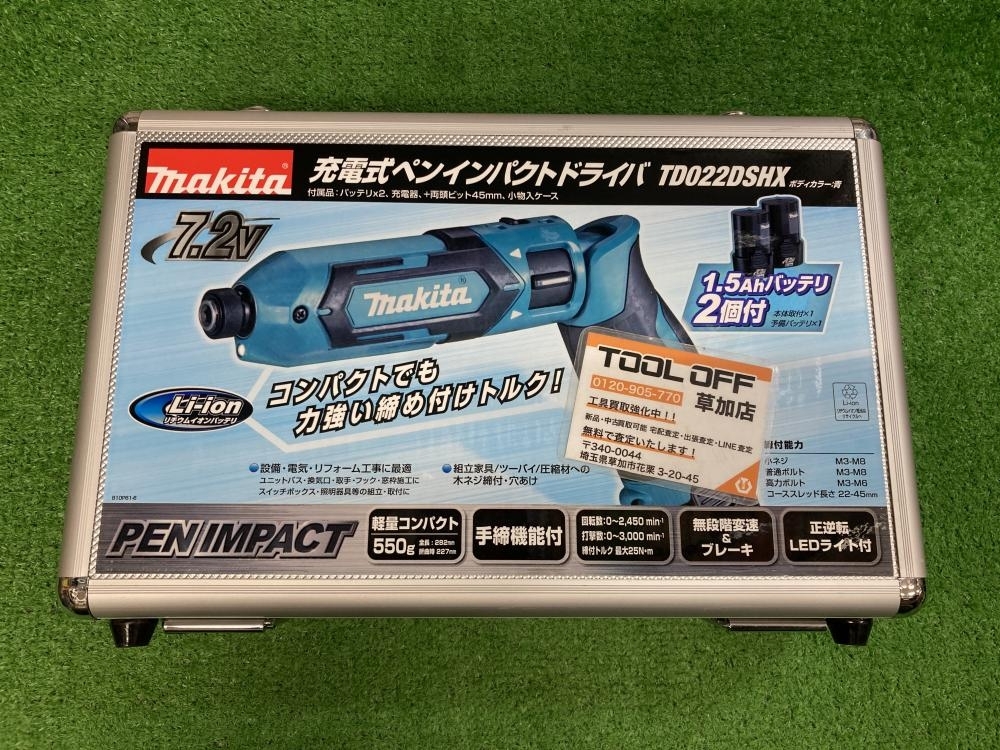 makita®
充電式ペンインパクトドライバ TD022DSHX ボディカラー:青
付属品:バッテリ×2、充電器、+両頭ビット45mm、小物入ケース
7.2V
makita®
1.5Ahバッテリ
2個付
本体取付×1
予備バッテリ×1
Li-ion
リチウムイオンバッテリ
コンパクトでも
力強い締め付けトルク!
TOOL OFF
0120-905-770
草加店
工具買取強化中!!
新品・中古買取可能 宅配査定・出張査定・LINE査定
無料で査定いたします!
〒340-0044
埼玉県草加市花栗 3-20-45
Li-ion
リサイクルへ
締付能力
小ネジ M3-M8
普通ボルト M3-M8
高力ボルト M3-M6
コーススレッド長さ 22-45mm
●設備・電気・リフォーム工事に最適
ユニットバス・換気口・取手・フック・窓枠施工に
スイッチボックス・照明器具等の組立・取付に
●組立家具/ツーバイ/圧縮材への
木ネジ締付・穴あけ
810P61-6
PEN IMPACT
軽量コンパクト
550g 全長:282mm
折曲時 227mm
手締機能付
回転数:0~2,450 min-1
打撃数:0~3,000 min-1
締付トルク 最大25N・m
無段階変速
&
ブレーキ
正逆転
LEDライト付